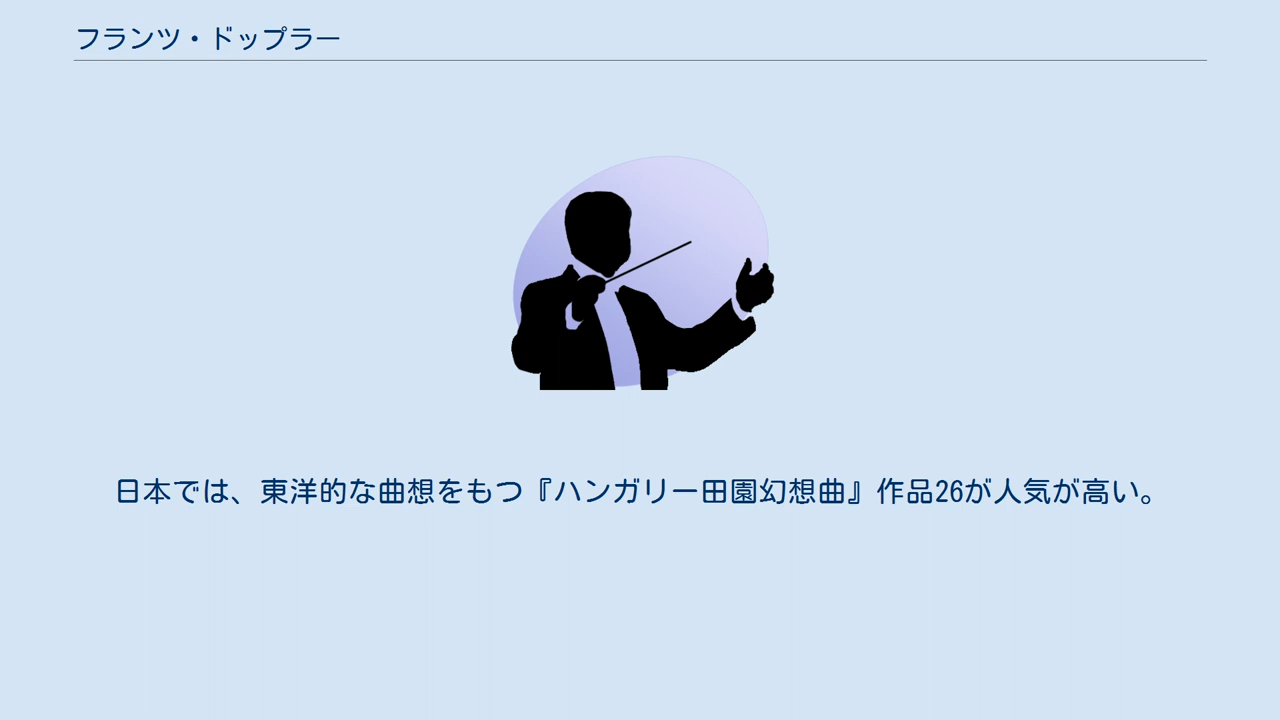 フランツ・ドップラー
日本では、東洋的な曲想をもつ『ハンガリー田園幻想曲』作品26が人気が高い。